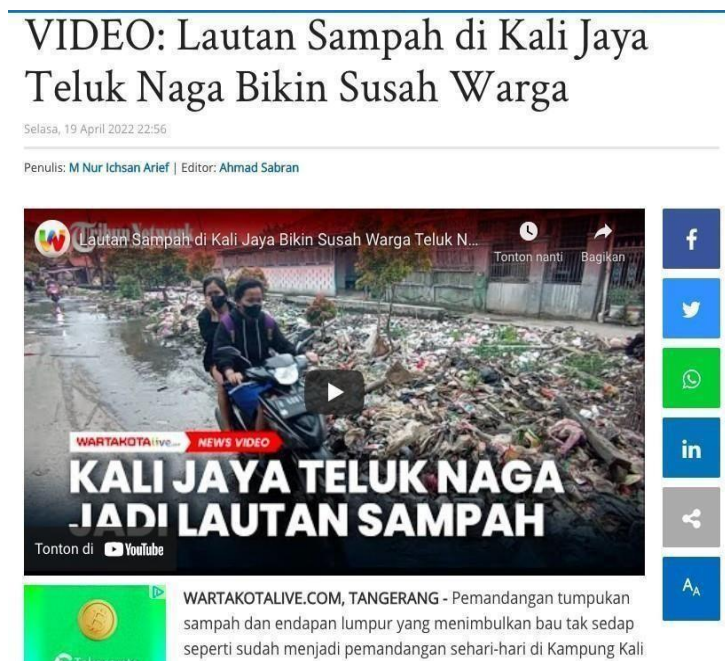 VIDEO: Lautan Sampah di Kali Jaya
Teluk Naga Bikin Susah Warga
Selasa, 19 April 2022 22:56
Penulis: M Nur Ichsan Arief | Editor: Ahmad Sabran
Lautan Sampah di Kali Jaya Bikin Susah Warga Teluk N...
Tonton nanti
Bagikan
WARTAKOTAlive.com
NEWS VIDEO
KALI JAYA TELUK NAGA
JADI LAUTAN SAMPAH
Tonton di YouTube
WARTAKOTALIVE.COM, TANGERANG - Pemandangan tumpukan
sampah dan endapan lumpur yang menimbulkan bau tak sedap
seperti sudah menjadi pemandangan sehari-hari di Kampung Kali